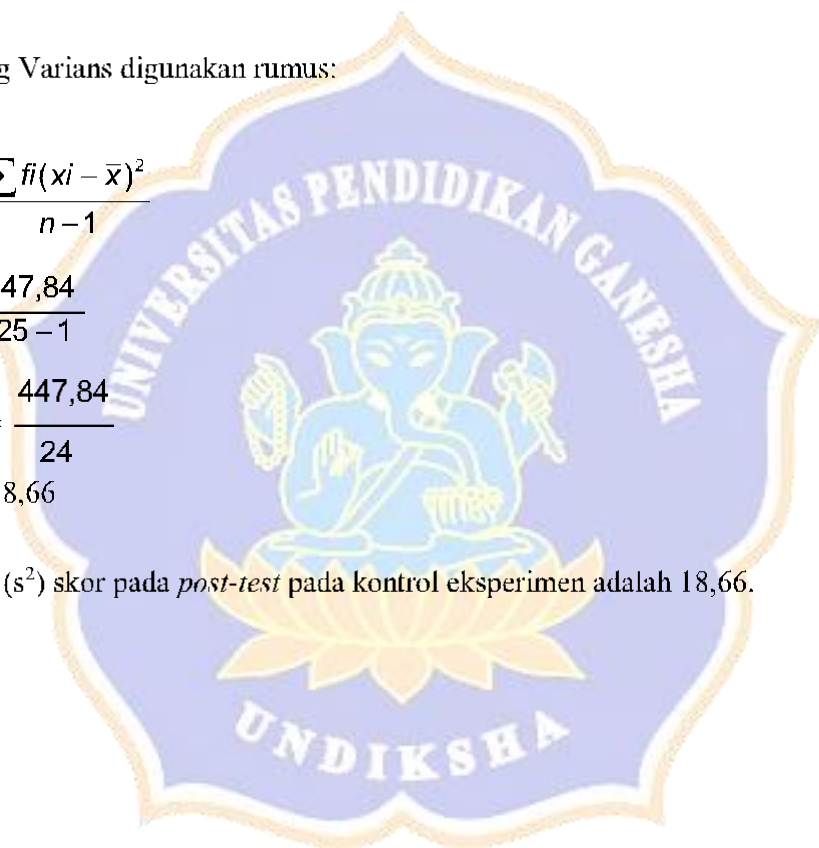 g Varians digunakan rumus:
∑ fi(xi – x̄)²
n – 1
47,84
25 – 1
= 447,84
24
8,66
(s²) skor pada post-test pada kontrol eksperimen adalah 18,66.
UNIVERSITAS PENDIDIKAN GANESHA
UNDIKSHA